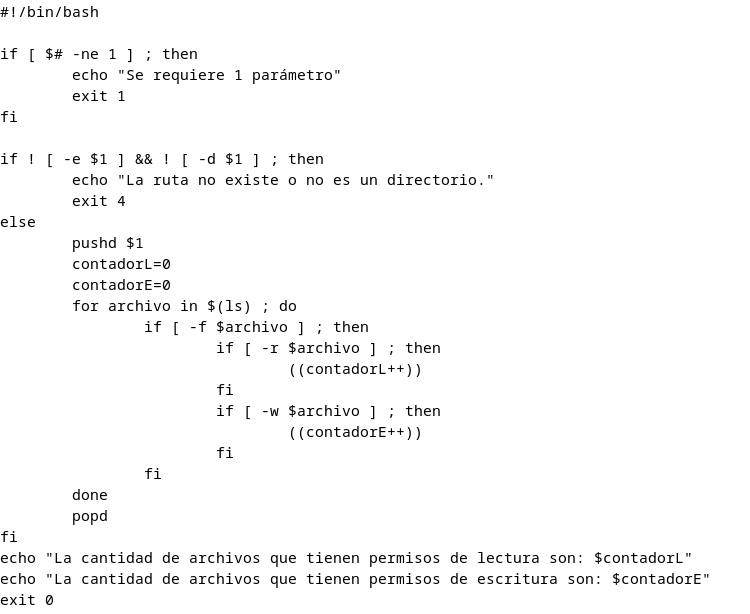 #!/bin/bash

if [ $# -ne 1 ] ; then
        echo "Se requiere 1 parámetro"
        exit 1
fi

if ! [ -e $1 ] && ! [ -d $1 ] ; then
        echo "La ruta no existe o no es un directorio."
        exit 4
else
        pushd $1
        contadorL=0
        contadorE=0
        for archivo in $(ls) ; do
                if [ -f $archivo ] ; then
                        if [ -r $archivo ] ; then
                                ((contadorL++))
                        fi
                        if [ -w $archivo ] ; then
                                ((contadorE++))
                        fi
                fi
        done
        popd
fi
echo "La cantidad de archivos que tienen permisos de lectura son: $contadorL"
echo "La cantidad de archivos que tienen permisos de escritura son: $contadorE"
exit 0